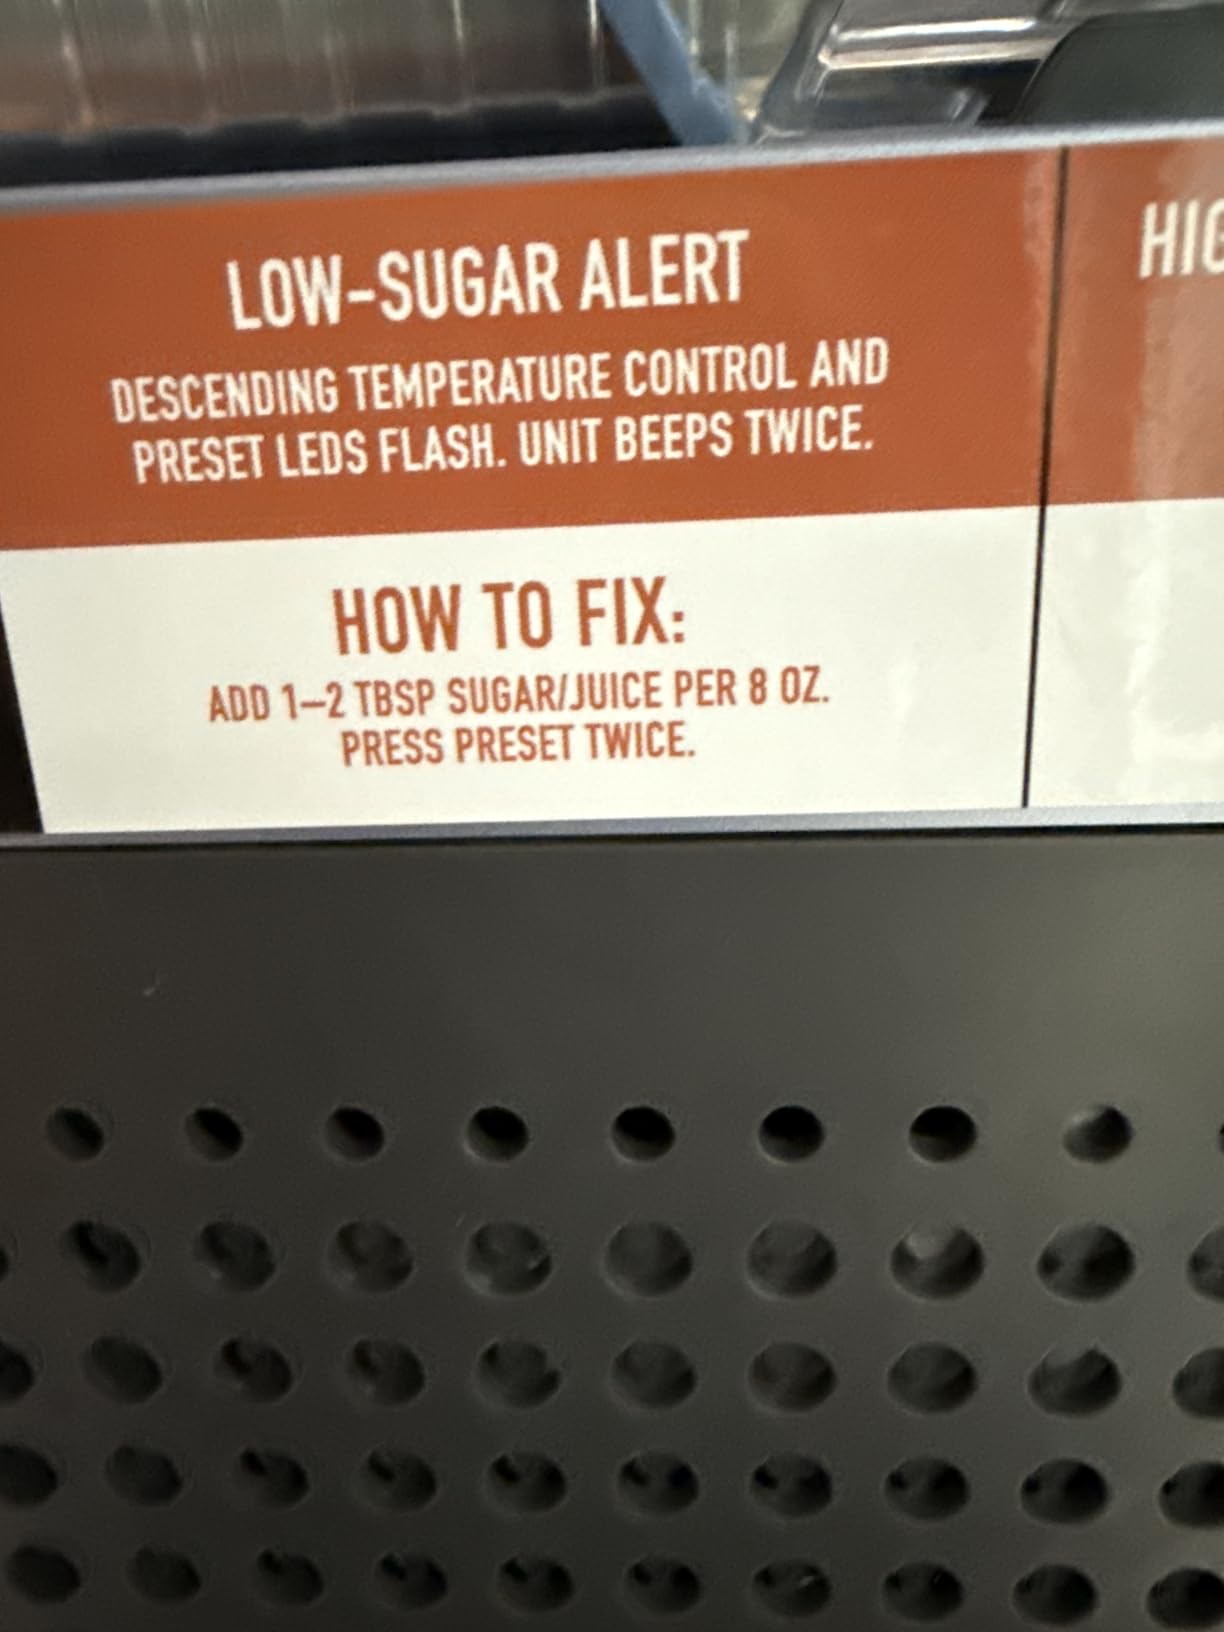 LOW-SUGAR ALERT
DESCENDING TEMPERATURE CONTROL AND
PRESET LEDS FLASH. UNIT BEEPS TWICE.
HOW TO FIX:
ADD 1–2 TBSP SUGAR/JUICE PER 8 OZ.
PRESS PRESET TWICE.